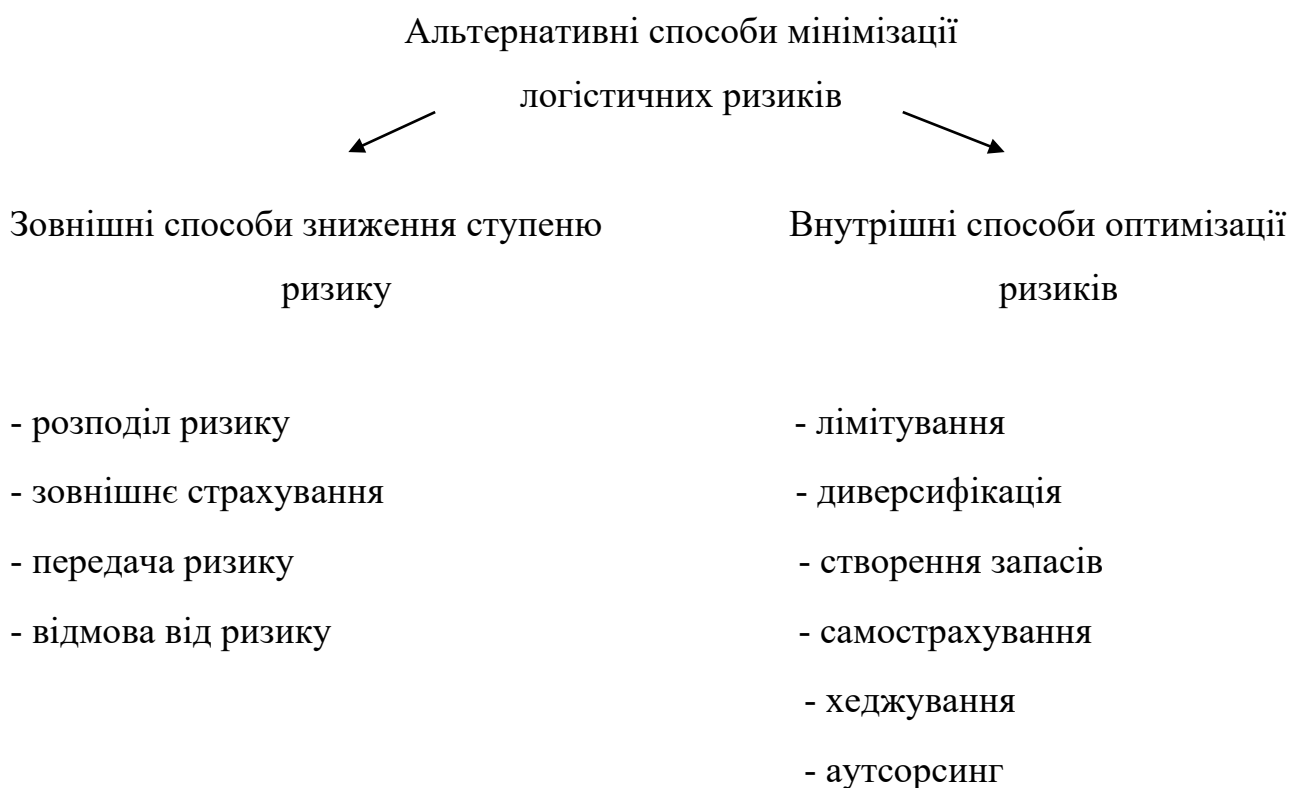 Альтернативні способи мінімізації
логістичних ризиків
Зовнішні способи зниження ступеню
ризику
- розподіл ризику
- зовнішнє страхування
- передача ризику
- відмова від ризику
Внутрішні способи оптимізації
ризиків
- лімітування
- диверсифікація
- створення запасів
- самострахування
- хеджування
- аутсорсинг